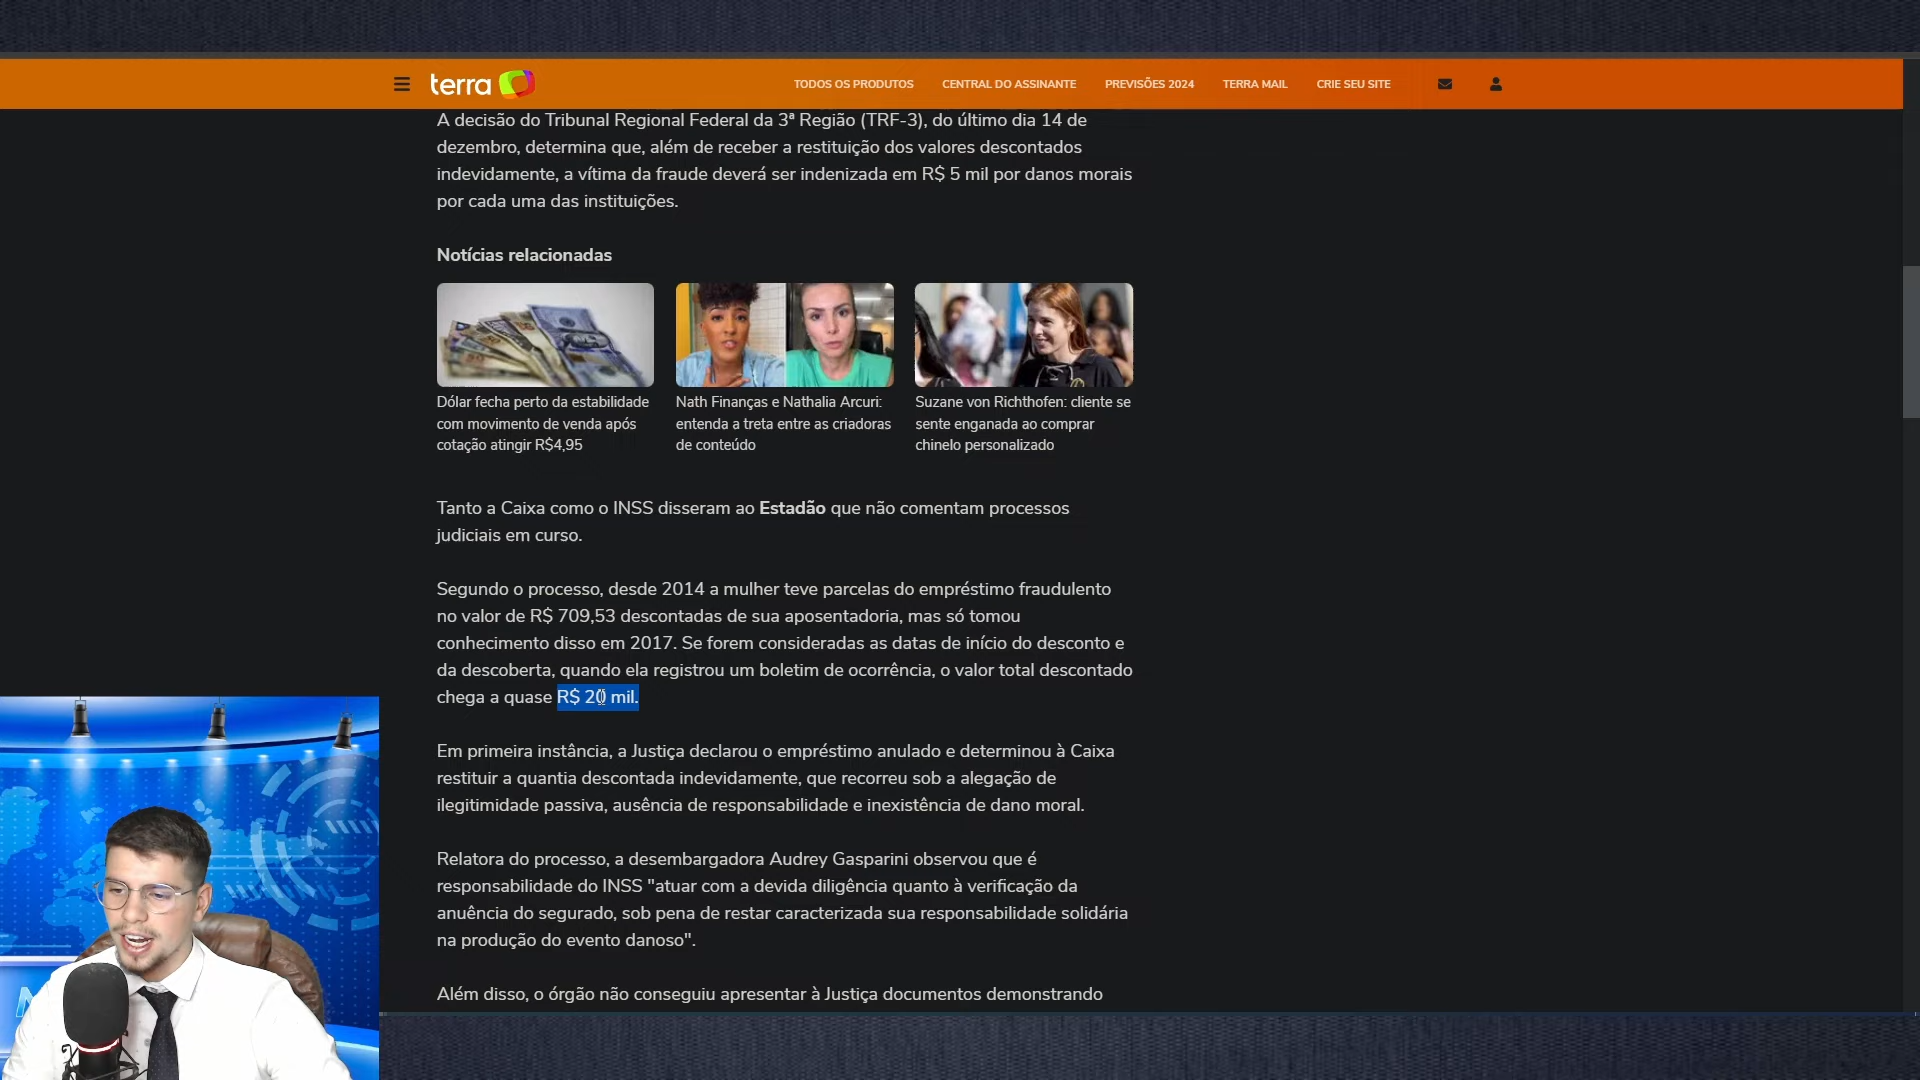 terra
TODOS OS PRODUTOS CENTRAL DO ASSINANTE PREVISÕES 2024 TERRA MAIL CRIE SEU SITE
A decisão do Tribunal Regional Federal da 3ª Região (TRF-3), do último dia 14 de
dezembro, determina que, além de receber a restituição dos valores descontados
indevidamente, a vítima da fraude deverá ser indenizada em R$ 5 mil por danos morais
por cada uma das instituições.
Notícias relacionadas
Dólar fecha perto da estabilidade
com movimento de venda após
cotação atingir R$4,95
Nath Finanças e Nathalia Arcuri:
entenda a treta entre as criadoras
de conteúdo
Suzane von Richthofen: cliente se
sente enganada ao comprar
chinelo personalizado
Tanto a Caixa como o INSS disseram ao Estadão que não comentam processos
judiciais em curso.
Segundo o processo, desde 2014 a mulher teve parcelas do empréstimo fraudulento
no valor de R$ 709,53 descontadas de sua aposentadoria, mas só tomou
conhecimento disso em 2017. Se forem consideradas as datas de início do desconto e
da descoberta, quando ela registrou um boletim de ocorrência, o valor total descontado
chega a quase R$ 20 mil.
Em primeira instância, a Justiça declarou o empréstimo anulado e determinou à Caixa
restituir a quantia descontada indevidamente, que recorreu sob a alegação de
ilegitimidade passiva, ausência de responsabilidade e inexistência de dano moral.
Relatora do processo, a desembargadora Audrey Gasparini observou que é
responsabilidade do INSS "atuar com a devida diligência quanto à verificação da
anuência do segurado, sob pena de restar caracterizada sua responsabilidade solidária
na produção do evento danoso".
Além disso, o órgão não conseguiu apresentar à Justiça documentos demonstrando